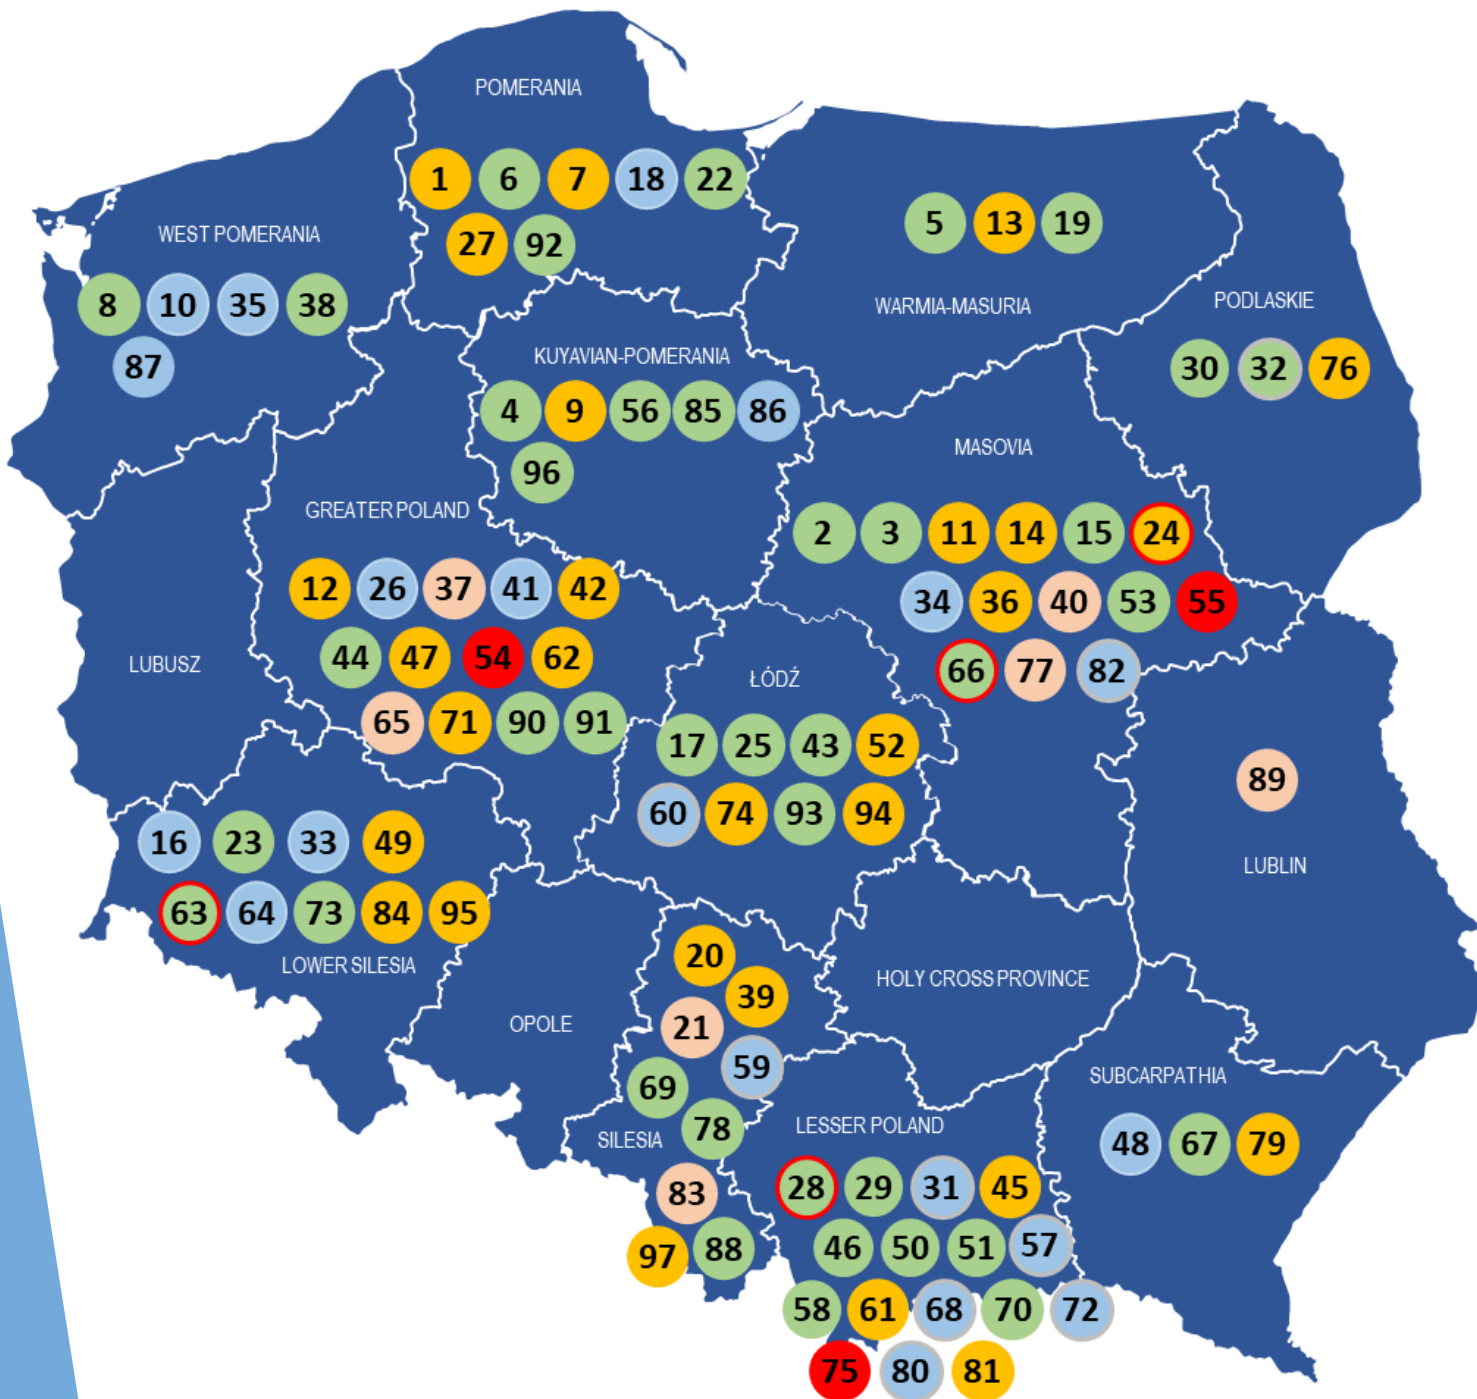 POMERANIA
1 6 7 18 22
27 92
WEST POMERANIA
8 10 35 38
87
5 13 19
WARMIA-MASURIA
PODLASKIE
30 32 76
KUYAVIAN-POMERANIA
4 9 56 85 86
96
MASOVIA
2 3 11 14 15 24
34 36 40 53 55
66 77 82
GREATER POLAND
12 26 37 41 42
44 47 54 62
65 71 90 91
LUBUSZ
ŁÓDŹ
17 25 43 52
60 74 93 94
89
LUBLIN
16 23 33 49
63 64 73 84 95
LOWER SILESIA
OPOLE
20
39
21
59
69
78
SILESIA
83
97 88
HOLY CROSS PROVINCE
LESSER POLAND
28 29 31 45
46 50 51 57
58 61 68 70 72
75 80 81
SUBCARPATHIA
48 67 79